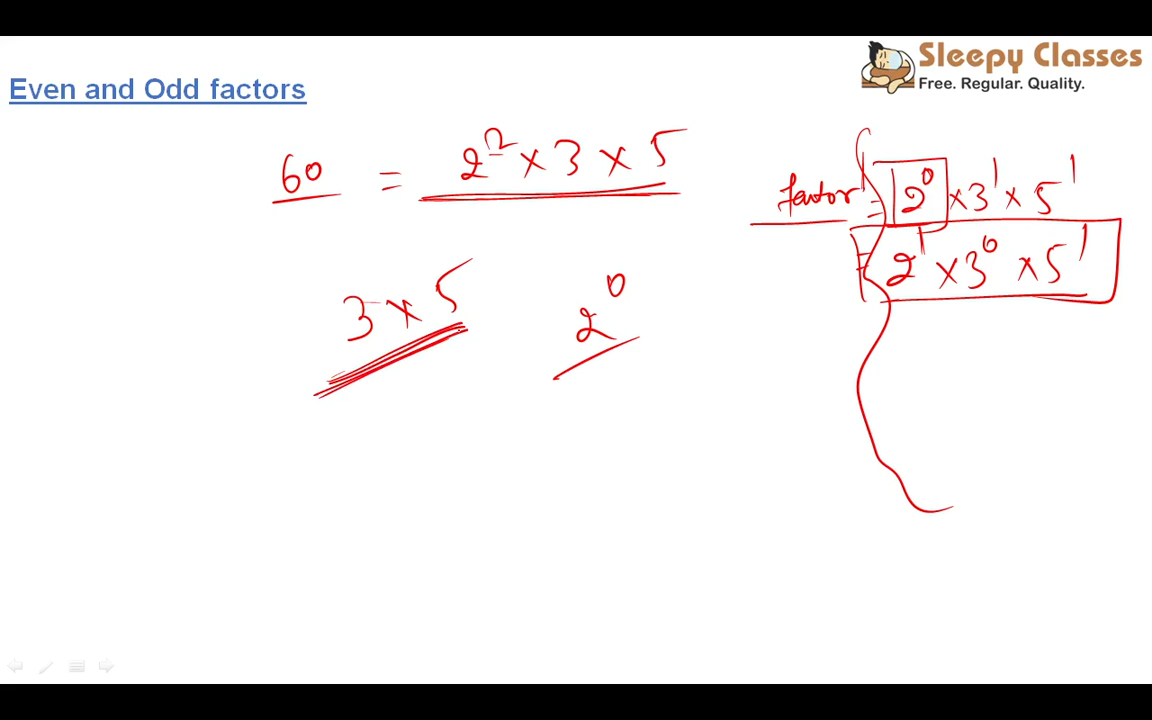 Sleepy Classes
Free. Regular. Quality.
Even and Odd factors
60 = 2² × 3 × 5
factor = 2⁰ × 3¹ × 5¹
= 2¹ × 3⁰ × 5¹
3 × 5
2⁰